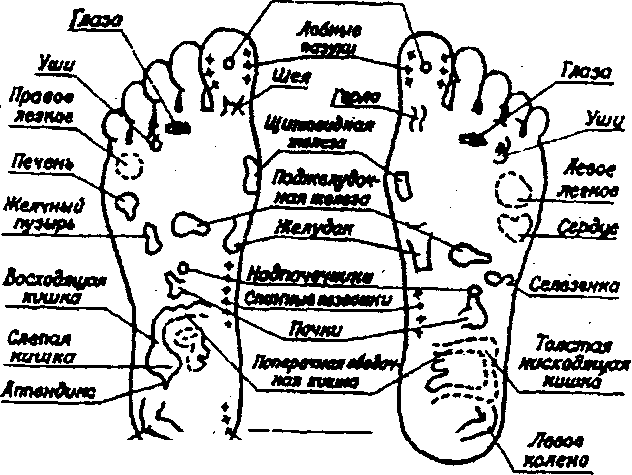 Глаза
Уши
Правое
легкое
Печень
Желчный
пузырь
Восходящая
кишка
Слепая
кишка
Аппендикс
Лобные
пазухи
Шея
Горло
Щитовидная
железа
Поджелудоч-
ная железа
Желудок
Надпочечники
Спинные позвонки
Почки
Поперечная ободоч-
ная кишка
Глаза
Уши
Левое
легкое
Сердце
Селезенка
Толстая
нисходящая
кишка
Левое
колено